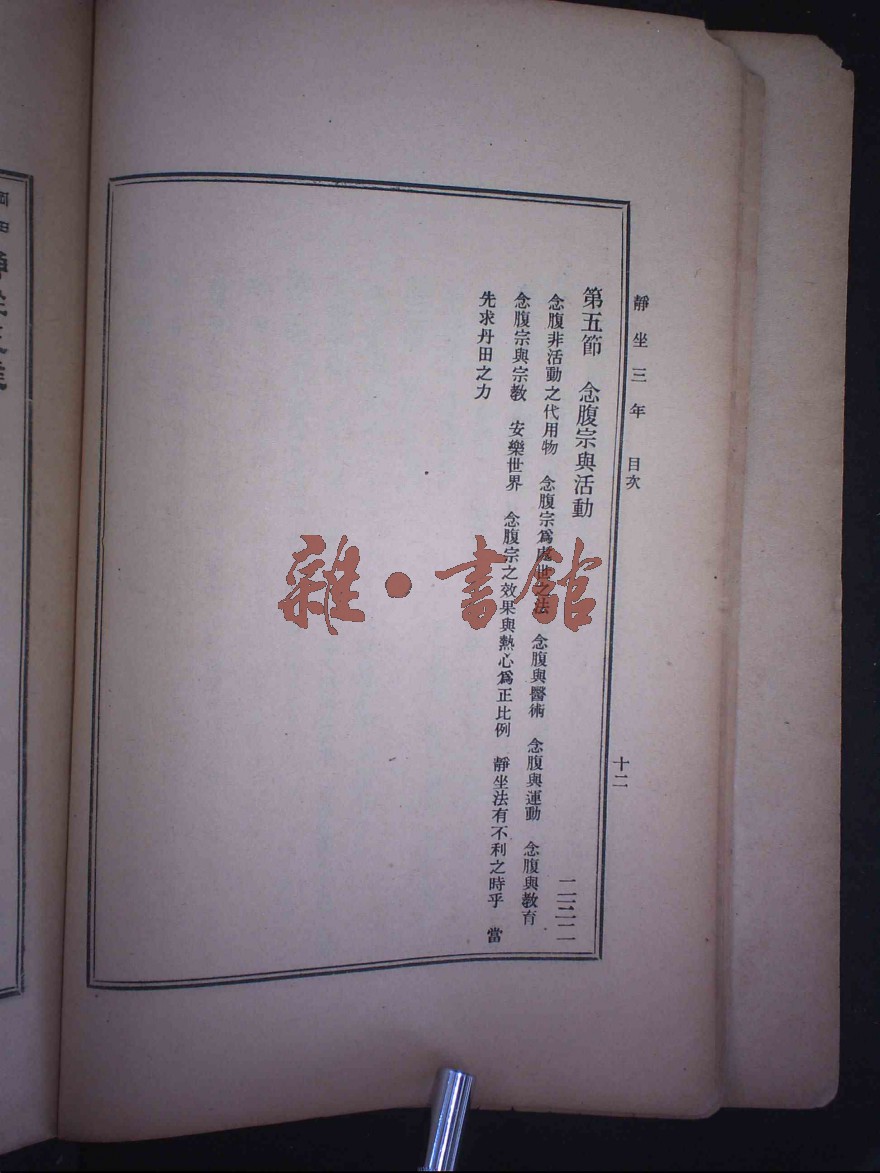 靜坐三年 目次 十二
第五節 念腹宗與活動
念腹非活動之代用物 念腹宗爲處世之法 念腹與醫術 念腹與運動 念腹與教育
念腹宗與宗教 安樂世界 念腹宗之效果與熱心爲正比例 靜坐法有不利之時乎 當
先求丹田之力
雜·書館